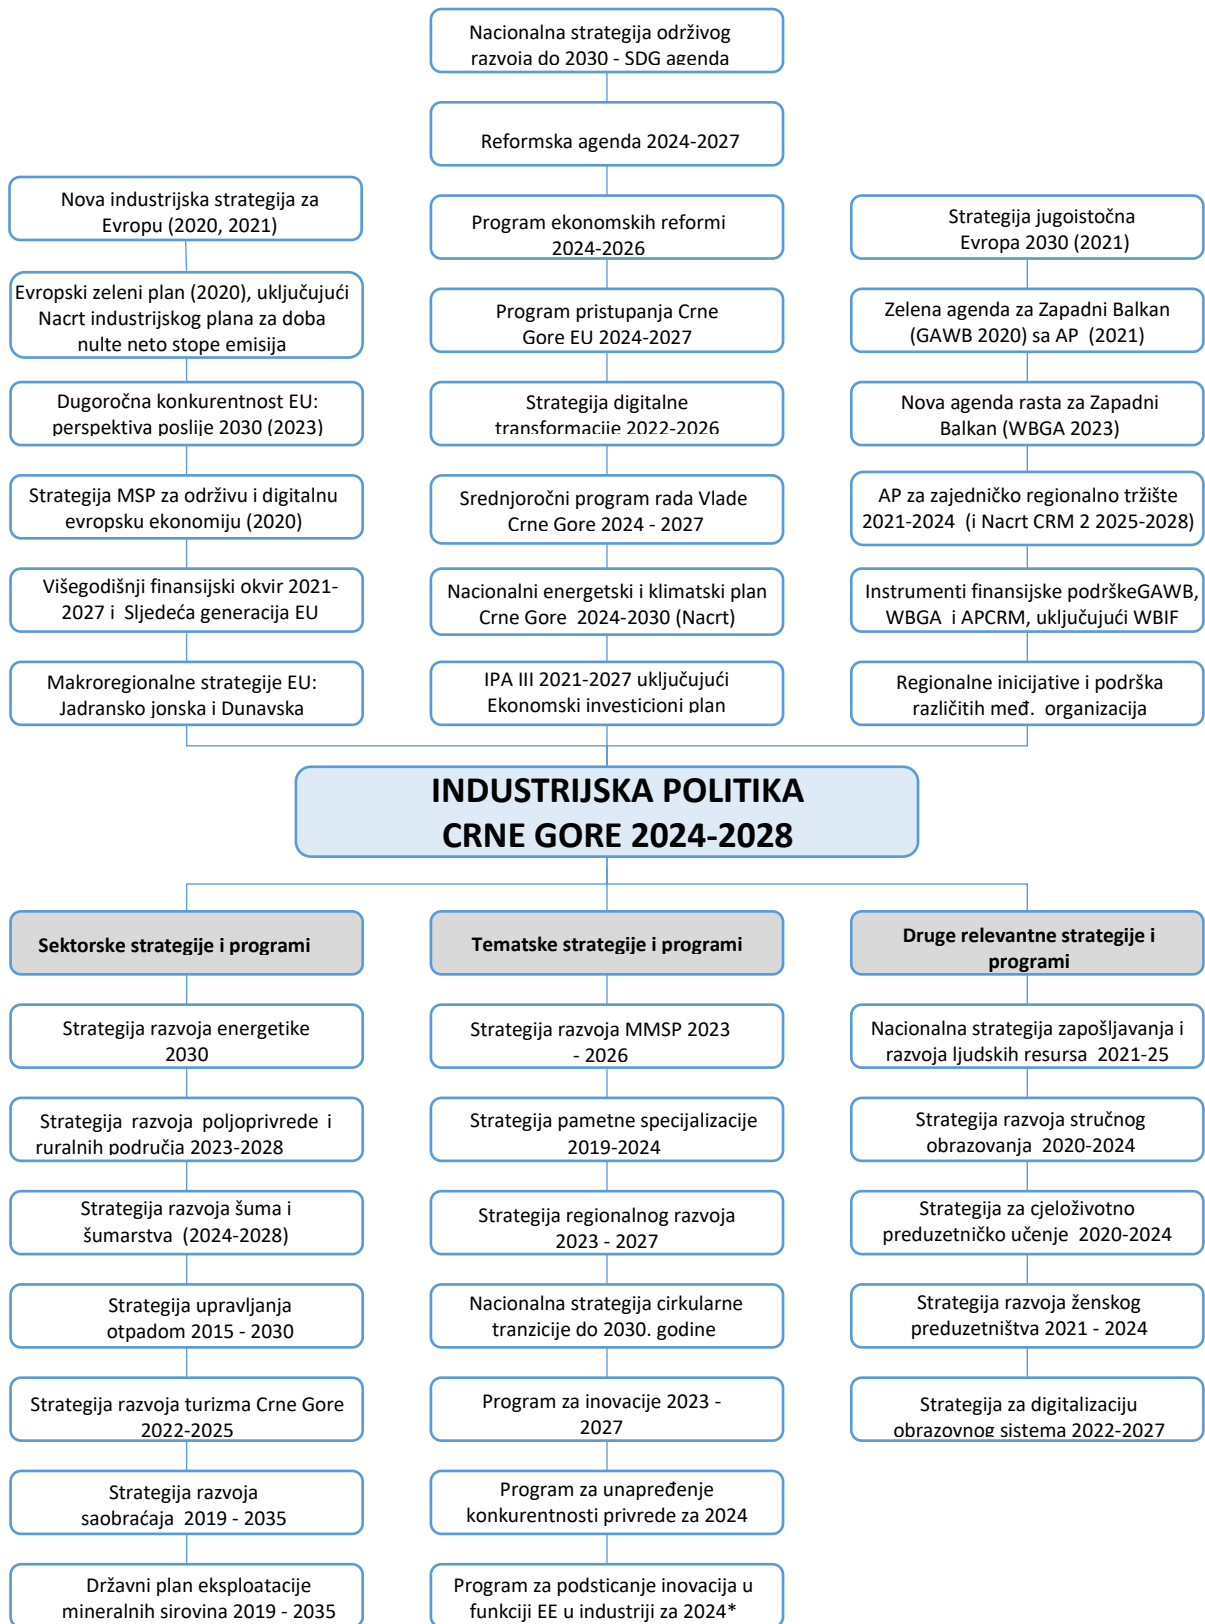 Nacionalna strategija održivog
razvoja do 2030 - SDG agenda
Reformska agenda 2024-2027
Program ekonomskih reformi
2024-2026
Program pristupanja Crne
Gore EU 2024-2027
Strategija digitalne
transformacije 2022-2026
Srednjoročni program rada Vlade
Crne Gore 2024 - 2027
Nacionalni energetski i klimatski plan
Crne Gore 2024-2030 (Nacrt)
IPA III 2021-2027 uključujući
Ekonomski investicioni plan
Nova industrijska strategija za
Evropu (2020, 2021)
Evropski zeleni plan (2020), uključujući
Nacrt industrijskog plana za doba
nulte neto stope emisija
Dugoročna konkurentnost EU:
perspektiva poslije 2030 (2023)
Strategija MSP za održivu i digitalnu
evropsku ekonomiju (2020)
Višegodišnji finansijski okvir 2021-
2027 i Sljedeća generacija EU
Makroregionalne strategije EU:
Jadransko jonska i Dunavska
Strategija jugoistočna
Evropa 2030 (2021)
Zelena agenda za Zapadni Balkan
(GAWB 2020) sa AP (2021)
Nova agenda rasta za Zapadni
Balkan (WBGA 2023)
AP za zajedničko regionalno tržište
2021-2024 (i Nacrt CRM 2 2025-2028)
Instrumenti finansijske podrškeGAWB,
WBGA i APCRM, uključujući WBIF
Regionalne inicijative i podrška
različitih međ. organizacija
INDUSTRIJSKA POLITIKA
CRNE GORE 2024-2028
Sektorske strategije i programi
Strategija razvoja energetike
2030
Strategija razvoja poljoprivrede i
ruralnih područja 2023-2028
Strategija razvoja šuma i
šumarstva (2024-2028)
Strategija upravljanja
otpadom 2015 - 2030
Strategija razvoja turizma Crne Gore
2022-2025
Strategija razvoja
saobraćaja 2019 - 2035
Državni plan eksploatacije
mineralnih sirovina 2019 - 2035
Tematske strategije i programi
Strategija razvoja MMSP 2023
- 2026
Strategija pametne specijalizacije
2019-2024
Strategija regionalnog razvoja
2023 - 2027
Nacionalna strategija cirkularne
tranzicije do 2030. godine
Program za inovacije 2023 -
2027
Program za unapređenje
konkurentnosti privrede za 2024
Program za podsticanje inovacija u
funkciji EE u industriji za 2024*
Druge relevantne strategije i
programi
Nacionalna strategija zapošljavanja i
razvoja ljudskih resursa 2021-25
Strategija razvoja stručnog
obrazovanja 2020-2024
Strategija za cjeloživotno
preduzetničko učenje 2020-2024
Strategija razvoja ženskog
preduzetništva 2021 - 2024
Strategija za digitalizaciju
obrazovnog sistema 2022-2027